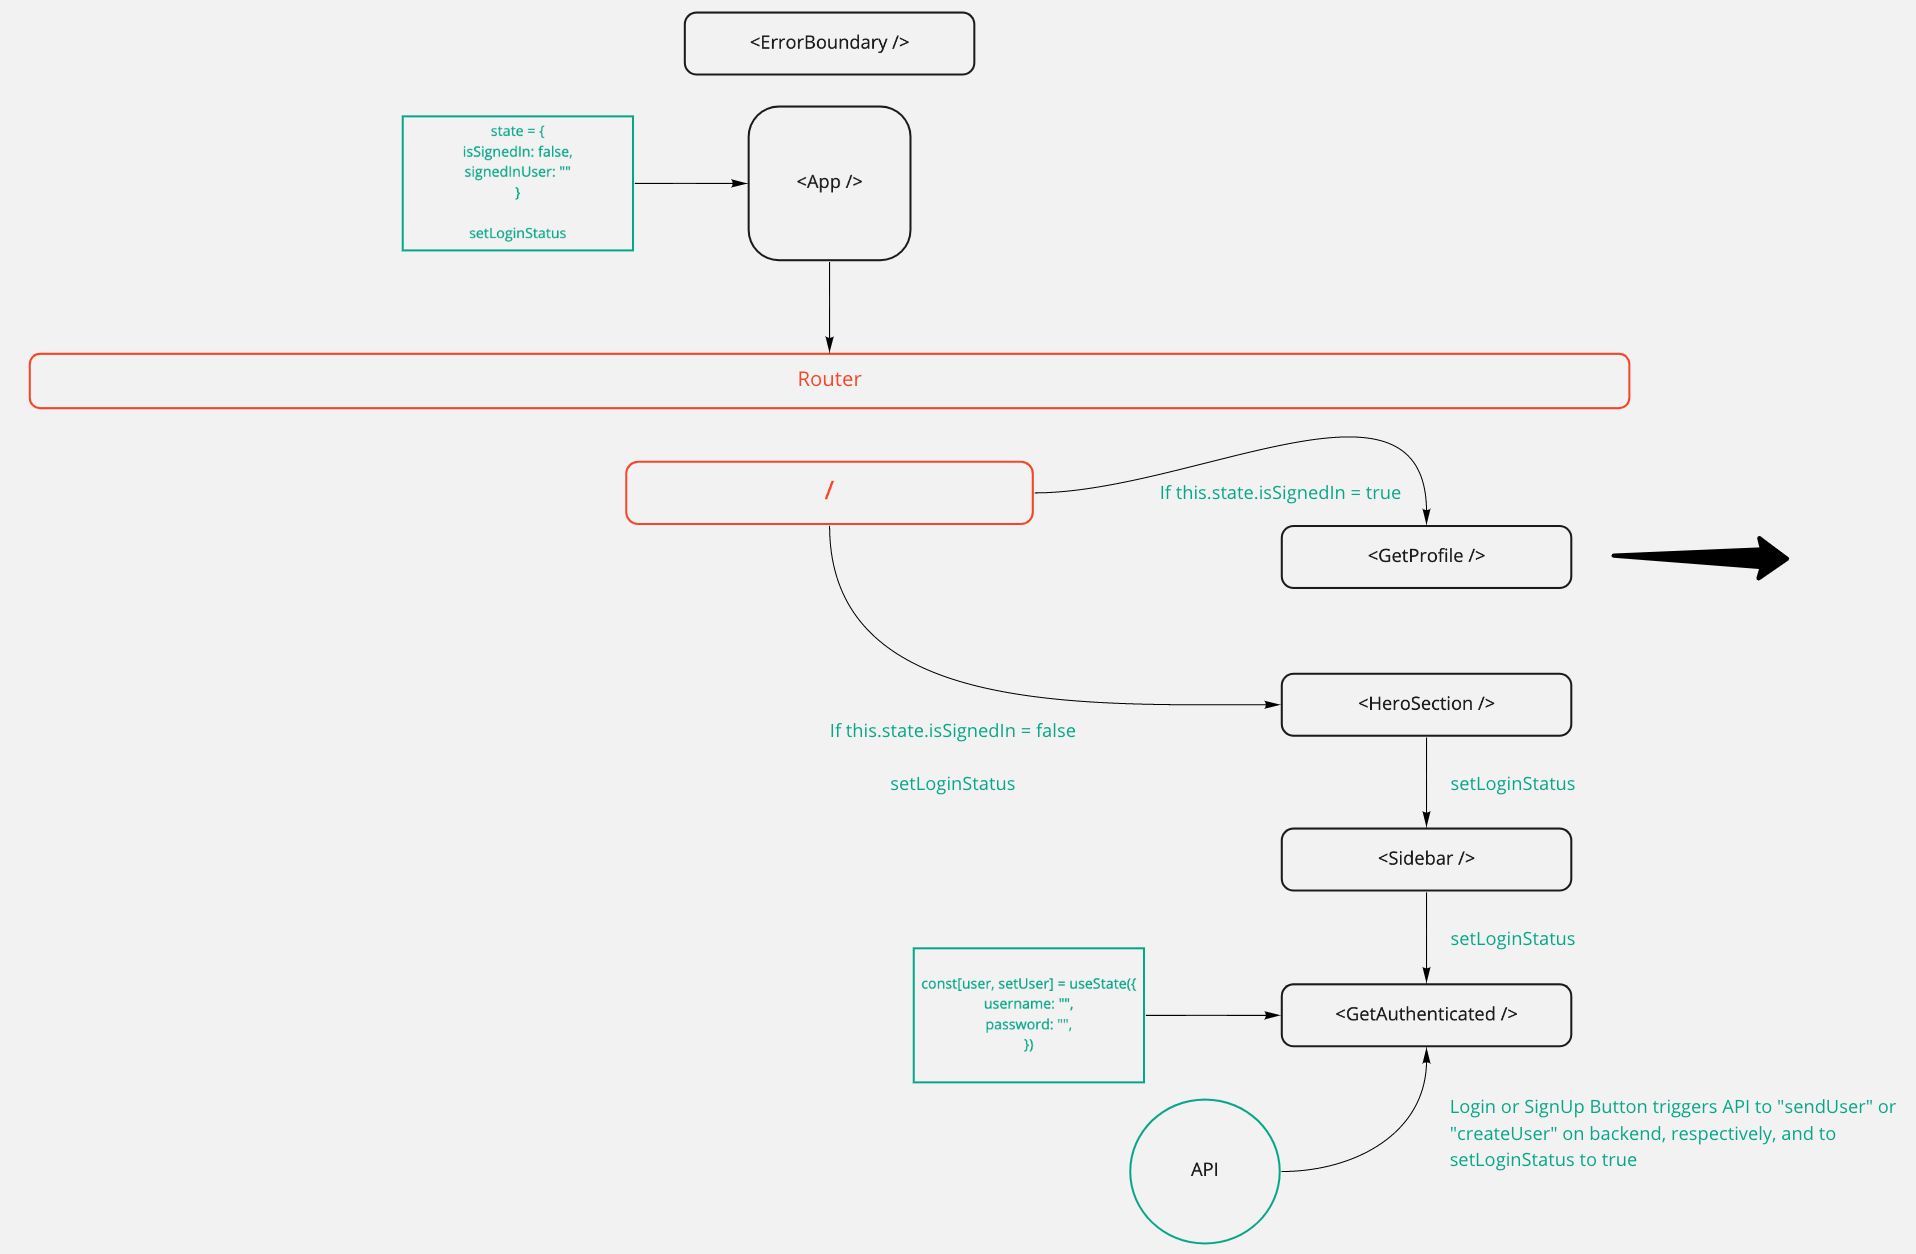 <ErrorBoundary />
state = {
isSignedIn: false,
signedInUser: ""
}
setLoginStatus
<App />
Router
/
If this.state.isSignedIn = true
<GetProfile />
<HeroSection />
If this.state.isSignedIn = false
setLoginStatus
setLoginStatus
<Sidebar />
setLoginStatus
const[user, setUser] = useState({
username: "",
password: "",
})
<GetAuthenticated />
Login or SignUp Button triggers API to "sendUser" or
"createUser" on backend, respectively, and to
setLoginStatus to true
API